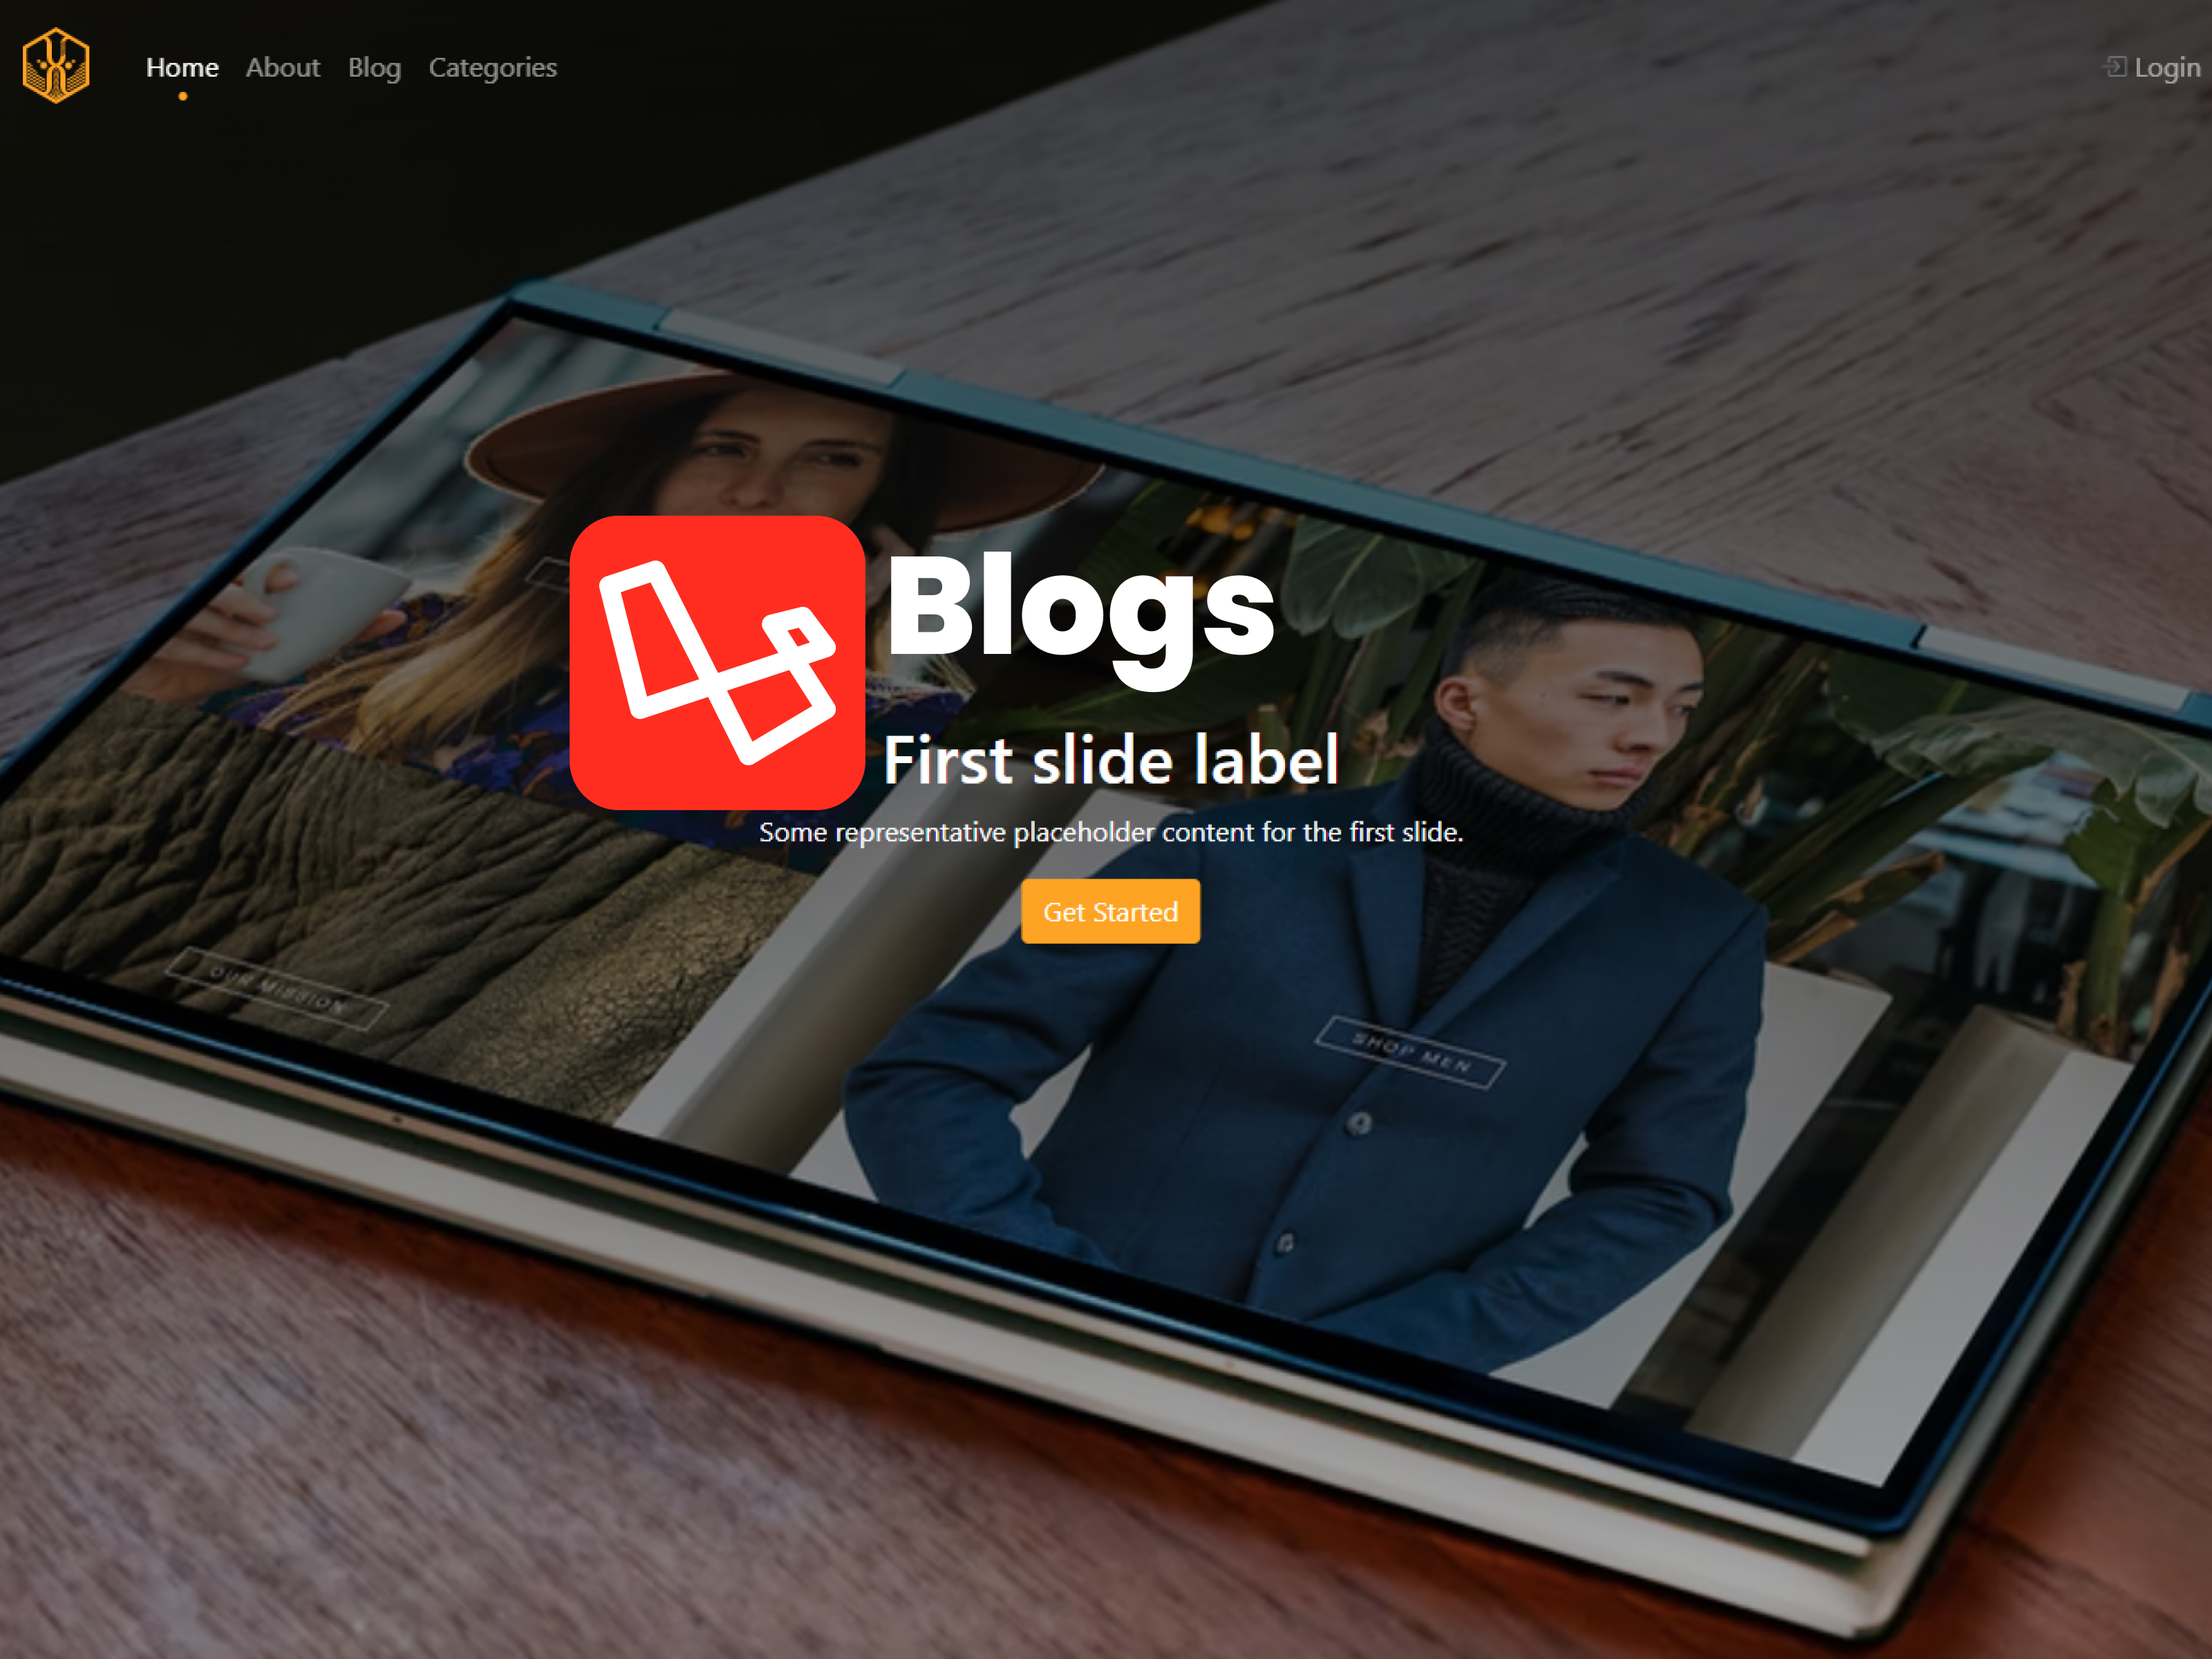 Home About Blog Categories Login
Blogs
First slide label
Some representative placeholder content for the first slide.
Get Started
OUR MISSION
SHOP MEN